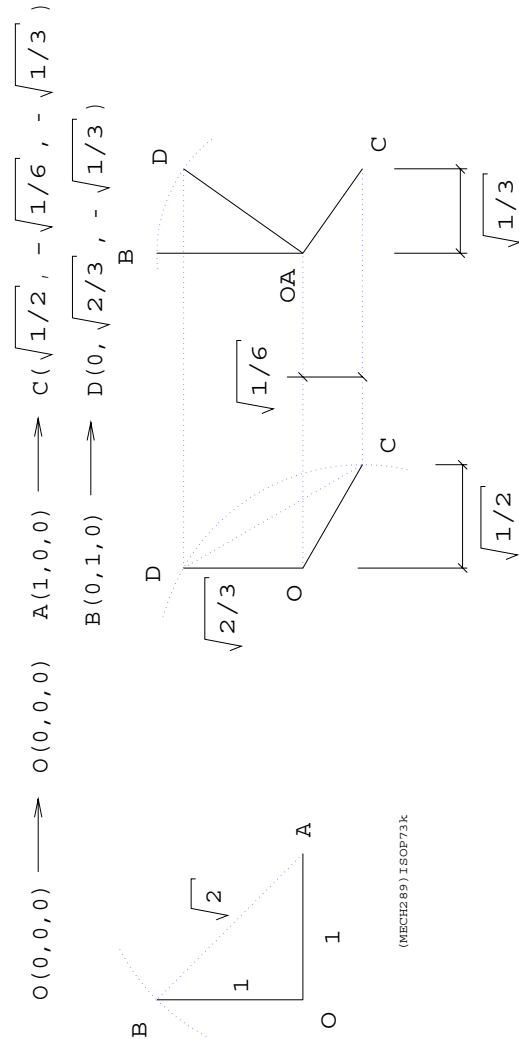 O(0,0,0) ⟶ O(0,0,0) A(1,0,0) ⟶ C(√1/2, -√1/6, -√1/3)
B(0,1,0) ⟶ D(0, √2/3, -√1/3)
B
1
√2
O
1
A
D
√2/3
O
C
√1/2
√1/6
B
D
OA
C
√1/3
(MECH289)ISOP73k